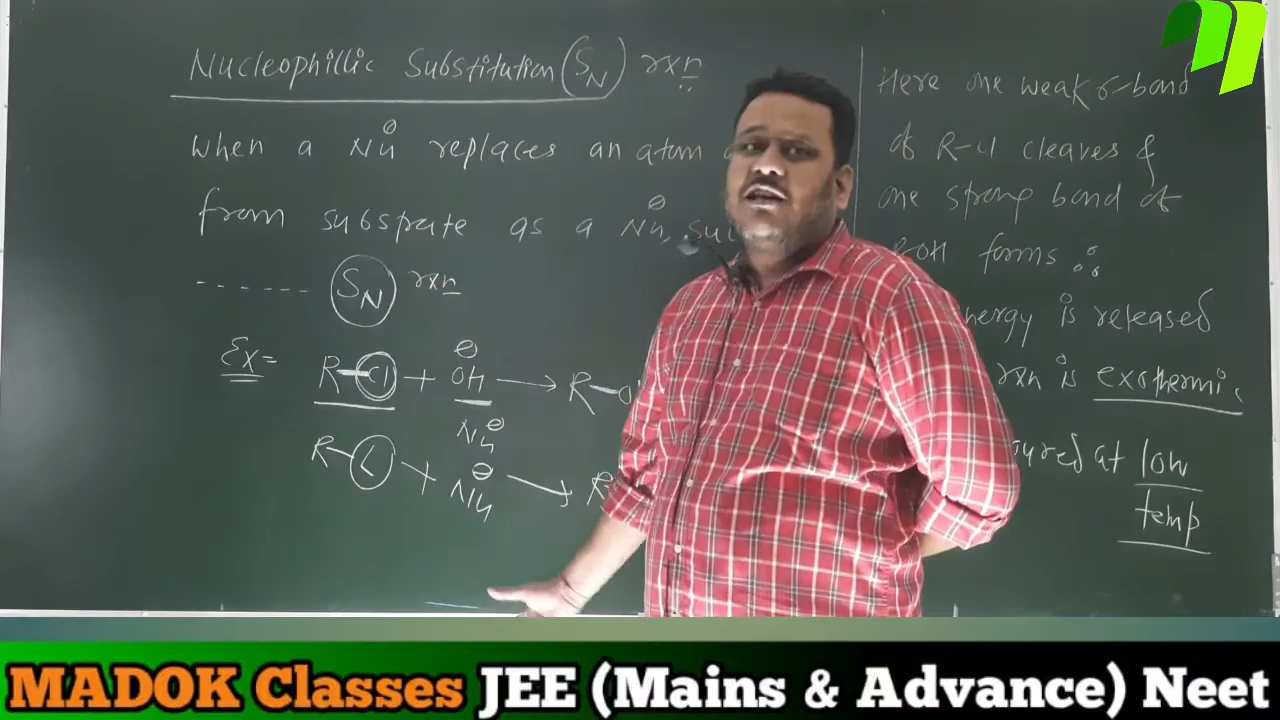 Nucleophillic Substitution (SN) rxn
when a Nu⊖ replaces an atom
from substrate as a Nu⊖,
------- SN rxn
Ex= R-Cl + ⊖OH → R-O
Nu⊖
R-L + Nu⊖ → R
Here one weak σ-bond
of R-Cl cleaves &
one strong bond of
ROH forms ∴
energy is released
rxn is exothermic
at low
temp
MADOK Classes JEE (Mains & Advance) Neet